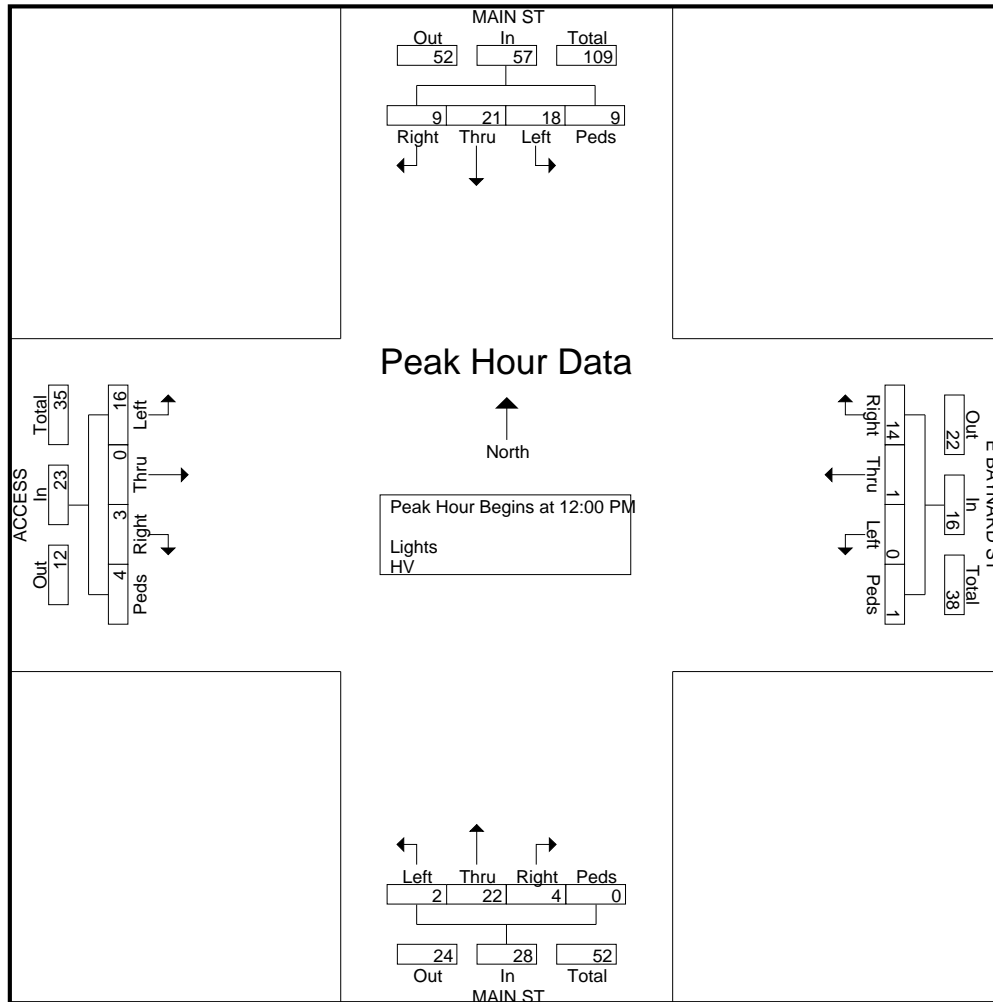 MAIN ST
Out In Total
52 57 109
9 21 18 9
Right Thru Left Peds
Peak Hour Data
North
Peak Hour Begins at 12:00 PM
Lights
HV
ACCESS
Out In Total
12 23 35
4 3 0 16
Peds Right Thru Left
Right Thru Left Peds
14 1 0 1
Out In Total
22 16 38
ST
Left Thru Right Peds
2 22 4 0
24 28 52
Out In Total
MAIN ST